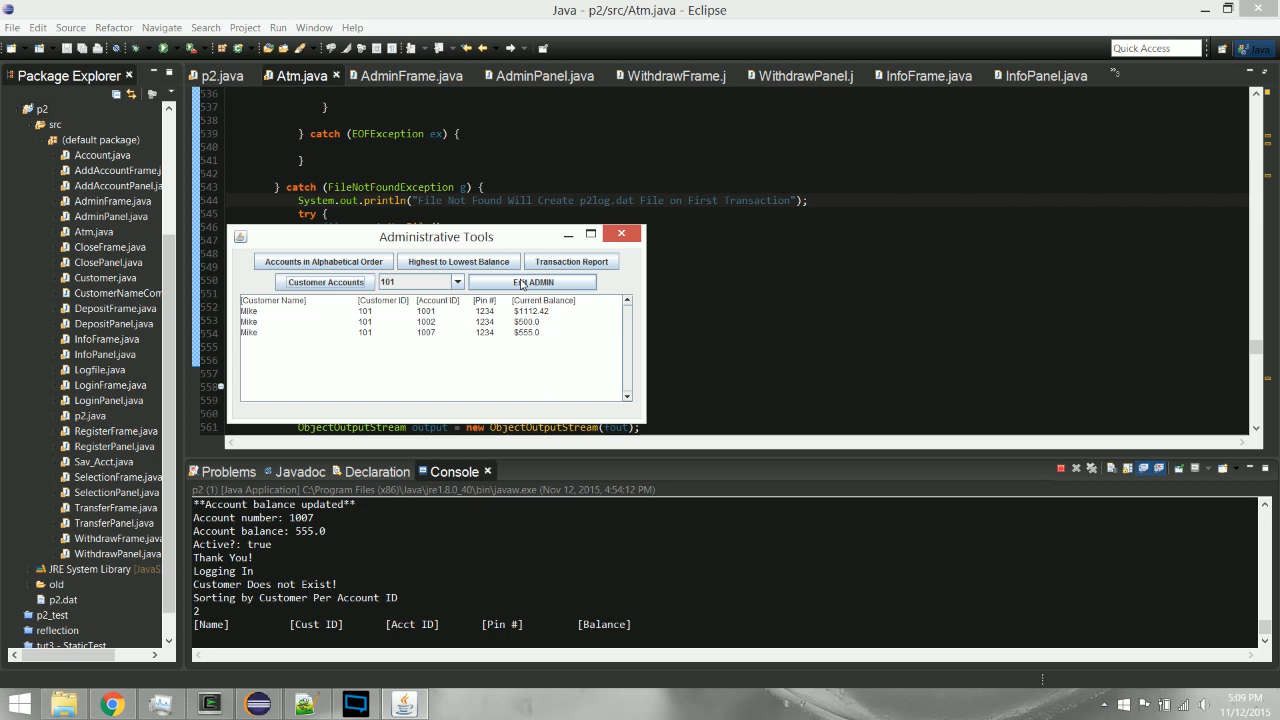 Java - p2/src/Atm.java - Eclipse
File Edit Source Refactor Navigate Search Project Run Window Help
Quick Access
Java
Package Explorer
p2.java Atm.java AdminFrame.java AdminPanel.java WithdrawFrame.j WithdrawPanel.j InfoFrame.java InfoPanel.java 3
p2
src
(default package)
Account.java
AddAccountFrame.j
AddAccountPanel.ja
AdminFrame.java
AdminPanel.java
Atm.java
CloseFrame.java
ClosePanel.java
Customer.java
CustomerNameCom
DepositFrame.java
DepositPanel.java
InfoFrame.java
InfoPanel.java
Logfile.java
LoginFrame.java
LoginPanel.java
p2.java
RegisterFrame.java
RegisterPanel.java
Sav_Acct.java
SelectionFrame.java
SelectionPanel.java
TransferFrame.java
TransferPanel.java
WithdrawFrame.java
WithdrawPanel.java
JRE System Library [JavaS
old
p2.dat
p2_test
reflection
tut3 - StaticTest
536
537 }
538
539 } catch (EOFException ex) {
540
541 }
542
543 } catch (FileNotFoundException g) {
544 System.out.println("File Not Found Will Create p2log.dat File on First Transaction");
545 try {
546
547
548
549
550
551
552
553
554
555
556
557
558
559
560
561 ObjectOutputStream output = new ObjectOutputStream(fout);
Administrative Tools
Accounts in Alphabetical Order Highest to Lowest Balance Transaction Report
Customer Accounts 101
[Customer Name] [Customer ID] [Account ID] [Pin #] [Current Balance]
Mike 101 1001 1234 $1112.42
Mike 101 1002 1234 $500.0
Mike 101 1007 1234 $555.0
Problems Javadoc Declaration Console
p2 (1) [Java Application] C:\Program Files (x86)\Java\jre1.8.0_40\bin\javaw.exe (Nov 12, 2015, 4:54:12 PM)
**Account balance updated**
Account number: 1007
Account balance: 555.0
Active?: true
Thank You!
Logging In
Customer Does not Exist!
Sorting by Customer Per Account ID
2
[Name] [Cust ID] [Acct ID] [Pin #] [Balance]
5:09 PM
11/12/2015